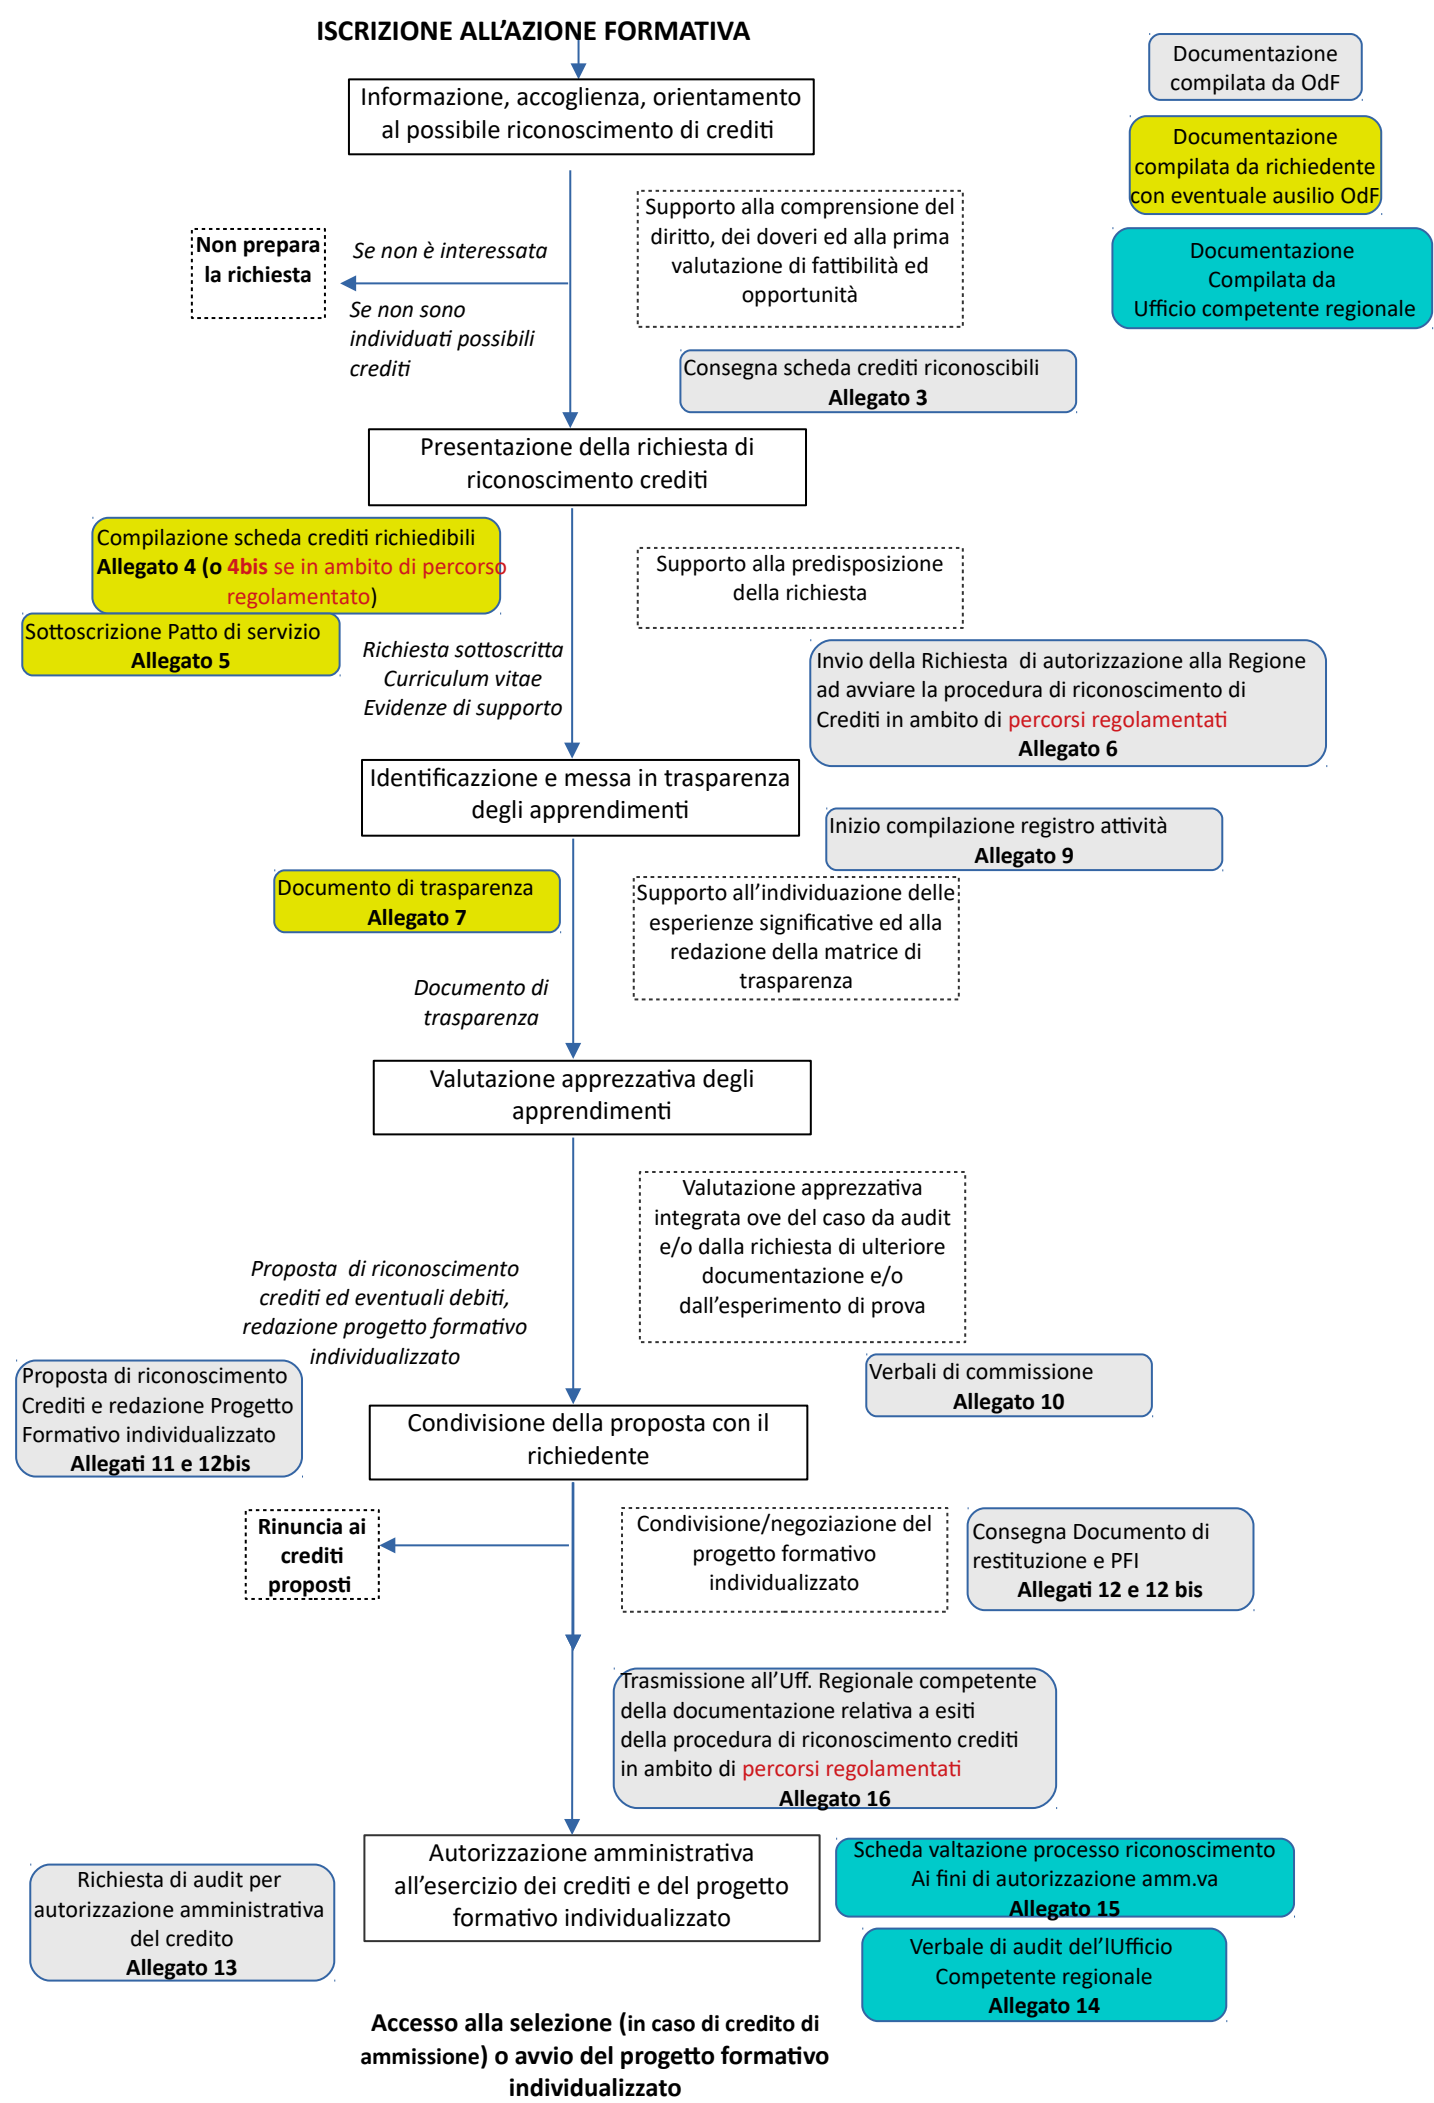 ISCRIZIONE ALL'AZIONE FORMATIVA
Documentazione
compilata da OdF
Informazione, accoglienza, orientamento
al possibile riconoscimento di crediti
Documentazione
compilata da richiedente
con eventuale ausilio OdF
Documentazione
Compilata da
Ufficio competente regionale
Supporto alla comprensione del
diritto, dei doveri ed alla prima
valutazione di fattibilità ed
opportunità
Non prepara
la richiesta
Se non è interessata
Se non sono
individuati possibili
crediti
Consegna scheda crediti riconoscibili
Allegato 3
Presentazione della richiesta di
riconoscimento crediti
Compilazione scheda crediti richiedibili
Allegato 4 (o 4bis se in ambito di percorso
regolamentato)
Supporto alla predisposizione
della richiesta
Sottoscrizione Patto di servizio
Allegato 5
Richiesta sottoscritta
Curriculum vitae
Evidenze di supporto
Invio della Richiesta  di autorizzazione alla Regione
ad avviare la procedura di riconoscimento di
Crediti in ambito di percorsi regolamentati
Allegato 6
Identificazzione e messa in trasparenza
degli apprendimenti
Inizio compilazione registro attività
Allegato 9
Documento di trasparenza
Allegato 7
Supporto all'individuazione delle
esperienze significative ed alla
redazione della matrice di
trasparenza
Documento di
trasparenza
Valutazione apprezzativa degli
apprendimenti
Valutazione apprezzativa
integrata ove del caso da audit
e/o dalla richiesta di ulteriore
documentazione e/o
dall'esperimento di prova
Proposta  di riconoscimento
crediti ed eventuali debiti,
redazione progetto formativo
individualizzato
Proposta di riconoscimento
Crediti e redazione Progetto
Formativo individualizzato
Allegati 11 e 12bis
Verbali di commissione
Allegato 10
Condivisione della proposta con il
richiedente
Rinuncia ai
crediti
proposti
Condivisione/negoziazione del
progetto formativo
individualizzato
Consegna Documento di
restituzione e PFI
Allegati 12 e 12 bis
Trasmissione all'Uff. Regionale competente
della documentazione relativa a esiti
della procedura di riconoscimento crediti
in ambito di percorsi regolamentati
Allegato 16
Autorizzazione amministrativa
all'esercizio dei crediti e del progetto
formativo individualizzato
Scheda valtazione processo riconoscimento
Ai fini di autorizzazione amm.va
Allegato 15
Richiesta di audit per
autorizzazione amministrativa
del credito
Allegato 13
Verbale di audit del'lUfficio
Competente regionale
Allegato 14
Accesso alla selezione (in caso di credito di
ammissione) o avvio del progetto formativo
individualizzato